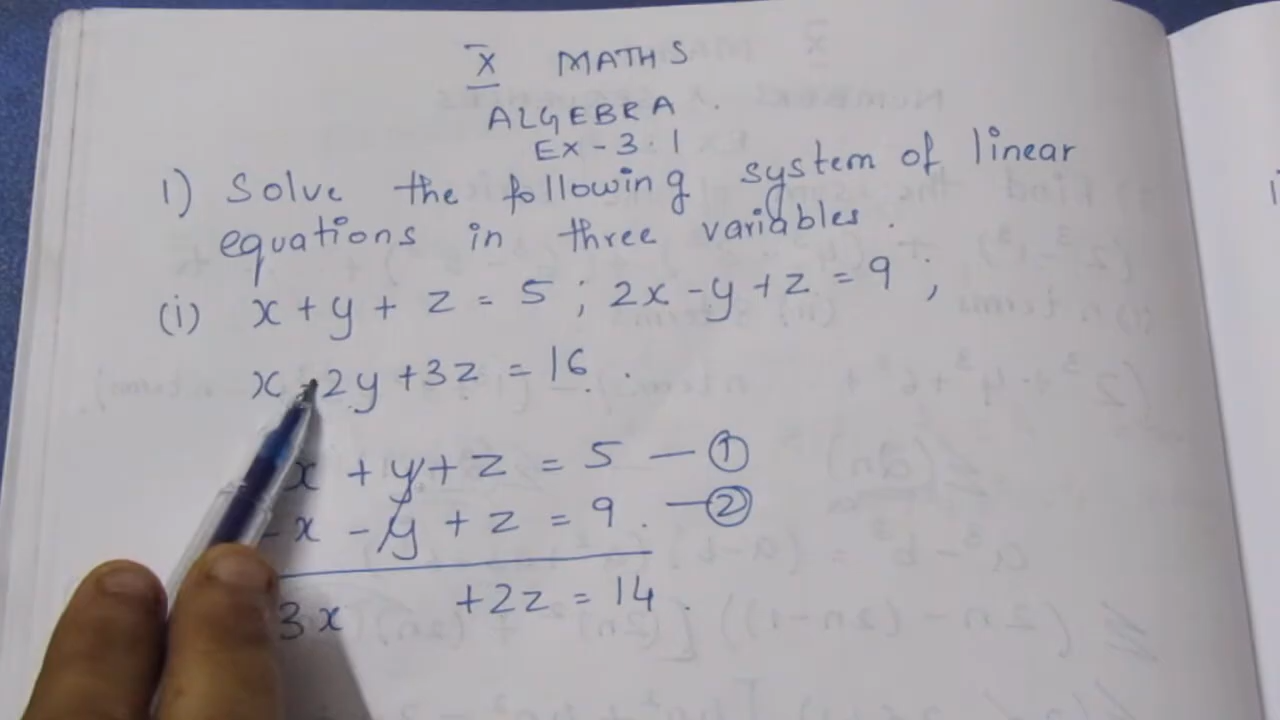 X MATHS
ALGEBRA.
Ex-3.1
1) Solve the following system of linear
equations in three variables.
(i) x + y + z = 5 ; 2x - y + z = 9 ;
x - 2y + 3z = 16.
x + y + z = 5 — ①
x - y + z = 9. — ②
3x + 2z = 14.